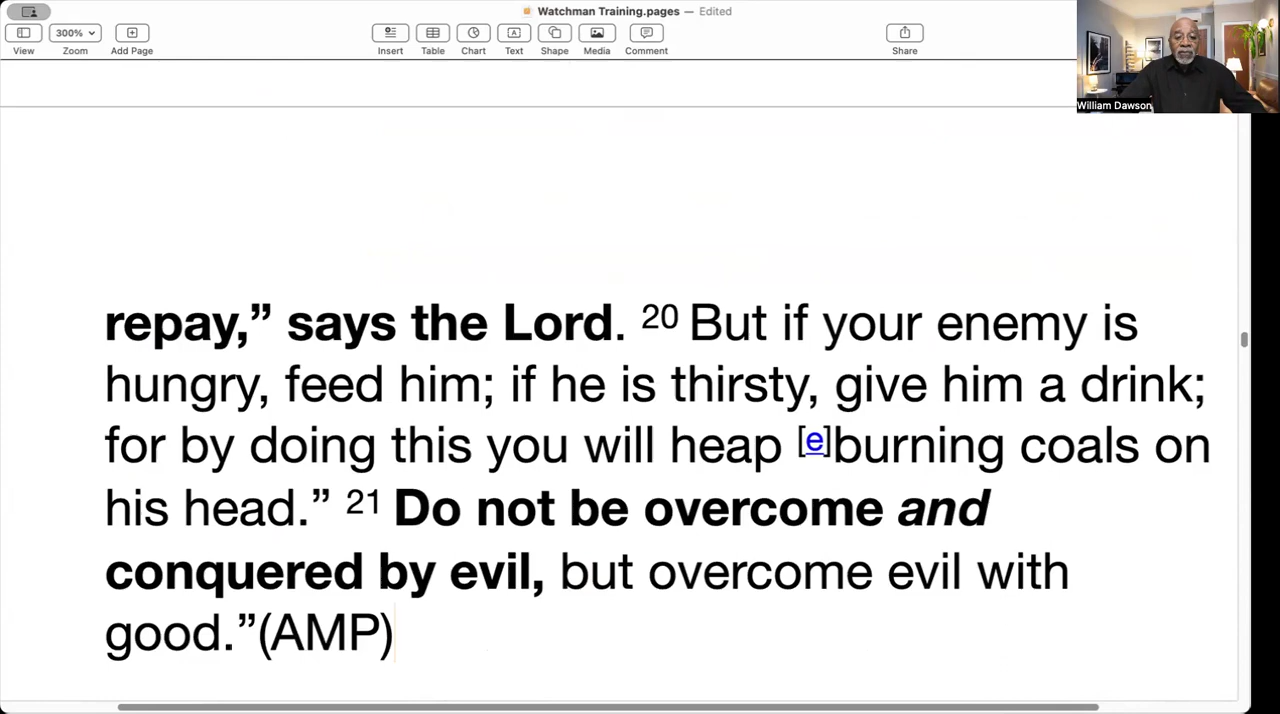 Watchman Training.pages — Edited
300%
View Zoom Add Page Insert Table Chart Text Shape Media Comment Share
William Dawson
repay,” says the Lord. 20 But if your enemy is
hungry, feed him; if he is thirsty, give him a drink;
for by doing this you will heap [e]burning coals on
his head.” 21 Do not be overcome and
conquered by evil, but overcome evil with
good.”(AMP)